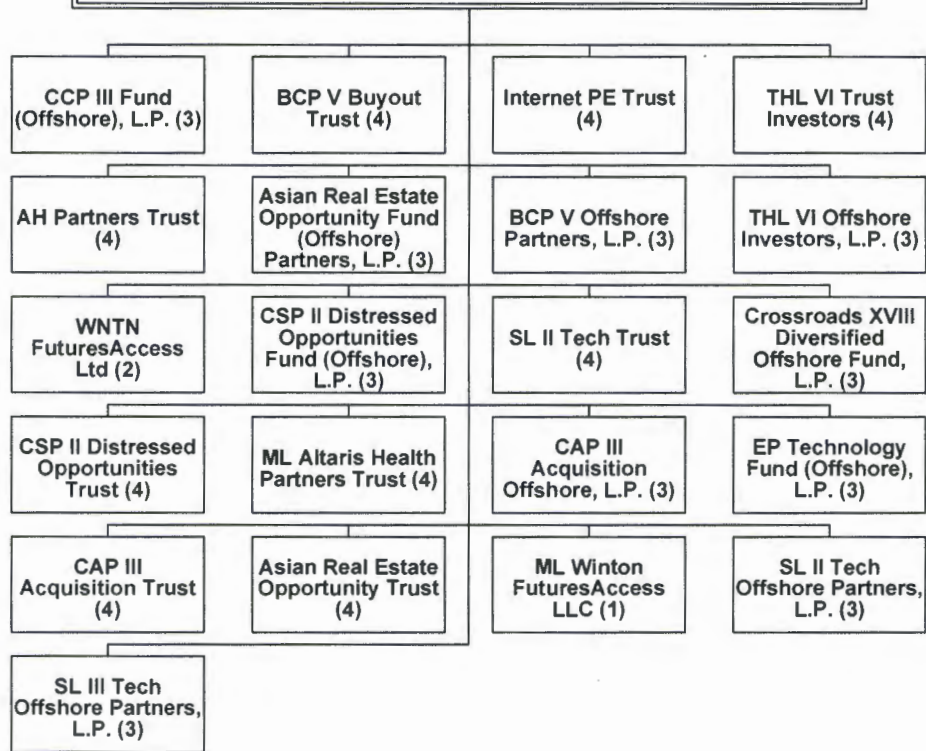 CCP III Fund
(Offshore), L.P. (3)
BCP V Buyout
Trust (4)
Internet PE Trust
(4)
THL VI Trust
Investors (4)
AH Partners Trust
(4)
Asian Real Estate
Opportunity Fund
(Offshore)
Partners, L.P. (3)
BCP V Offshore
Partners, L.P. (3)
THL VI Offshore
Investors, L.P. (3)
WNTN
FuturesAccess
Ltd (2)
CSP II Distressed
Opportunities
Fund (Offshore),
L.P. (3)
SL II Tech Trust
(4)
Crossroads XVIII
Diversified
Offshore Fund,
L.P. (3)
CSP II Distressed
Opportunities
Trust (4)
ML Altaris Health
Partners Trust (4)
CAP III
Acquisition
Offshore, L.P. (3)
EP Technology
Fund (Offshore),
L.P. (3)
CAP III
Acquisition Trust
(4)
Asian Real Estate
Opportunity Trust
(4)
ML Winton
FuturesAccess
LLC (1)
SL II Tech
Offshore Partners,
L.P. (3)
SL III Tech
Offshore Partners,
L.P. (3)